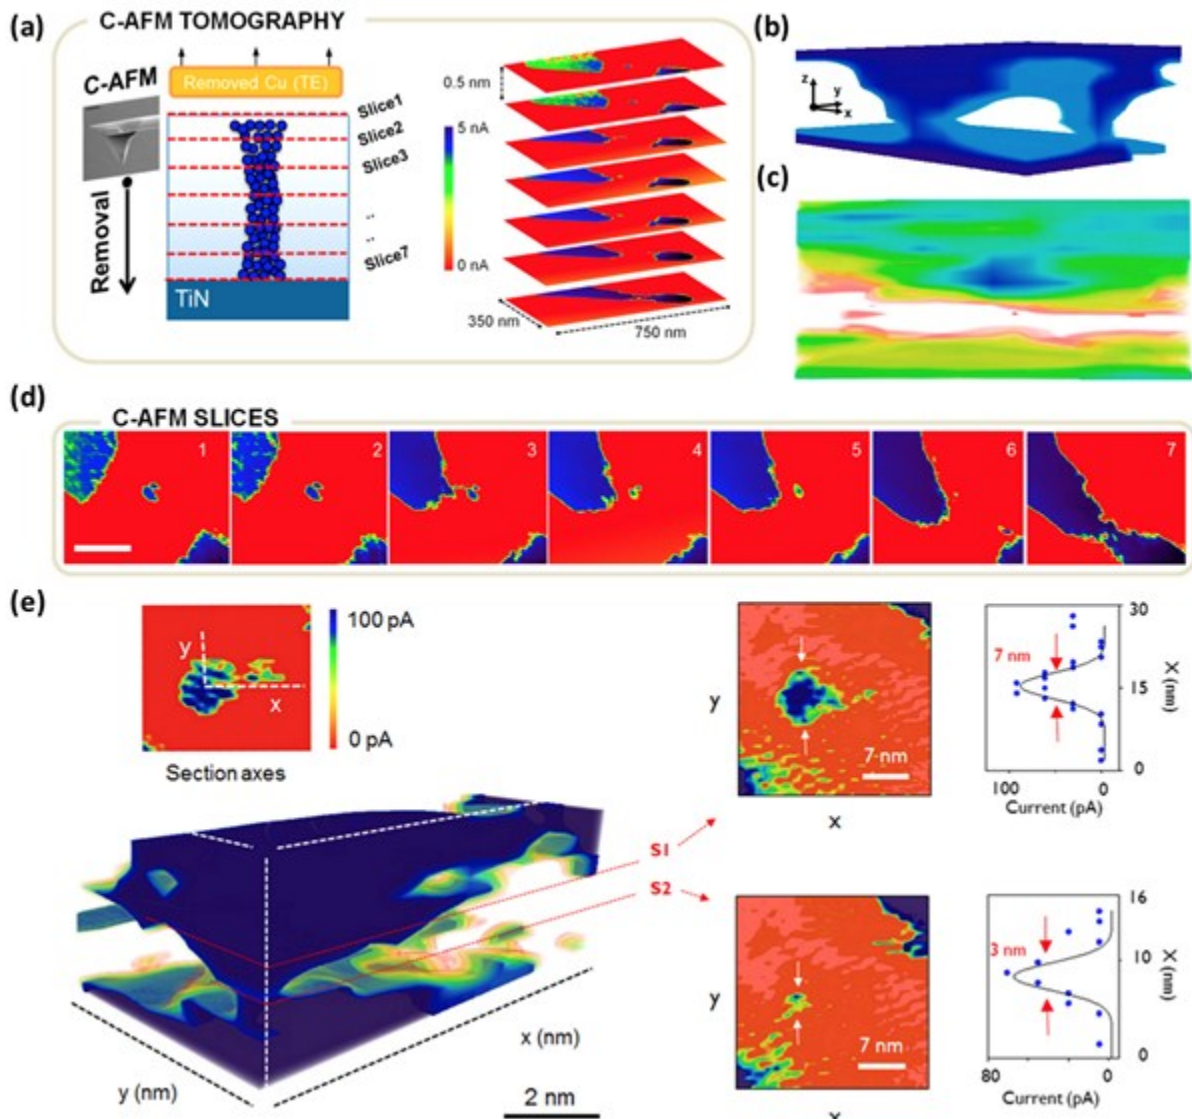 (a)
C-AFM TOMOGRAPHY
C-AFM
Removed Cu (TE)
Removal
Slice1
Slice2
Slice3
..
..
Slice7
TiN
0.5 nm
5 nA
0 nA
350 nm
750 nm
(b)
z
y
x
(c)
(d)
C-AFM SLICES
1
2
3
4
5
6
7
(e)
y
x
100 pA
0 pA
Section axes
S1
S2
y (nm)
x (nm)
2 nm
y
7 nm
x
7 nm
30
15
0
X (nm)
100
0
Current (pA)
y
7 nm
x
3 nm
16
10
0
X (nm)
80
0
Current (pA)